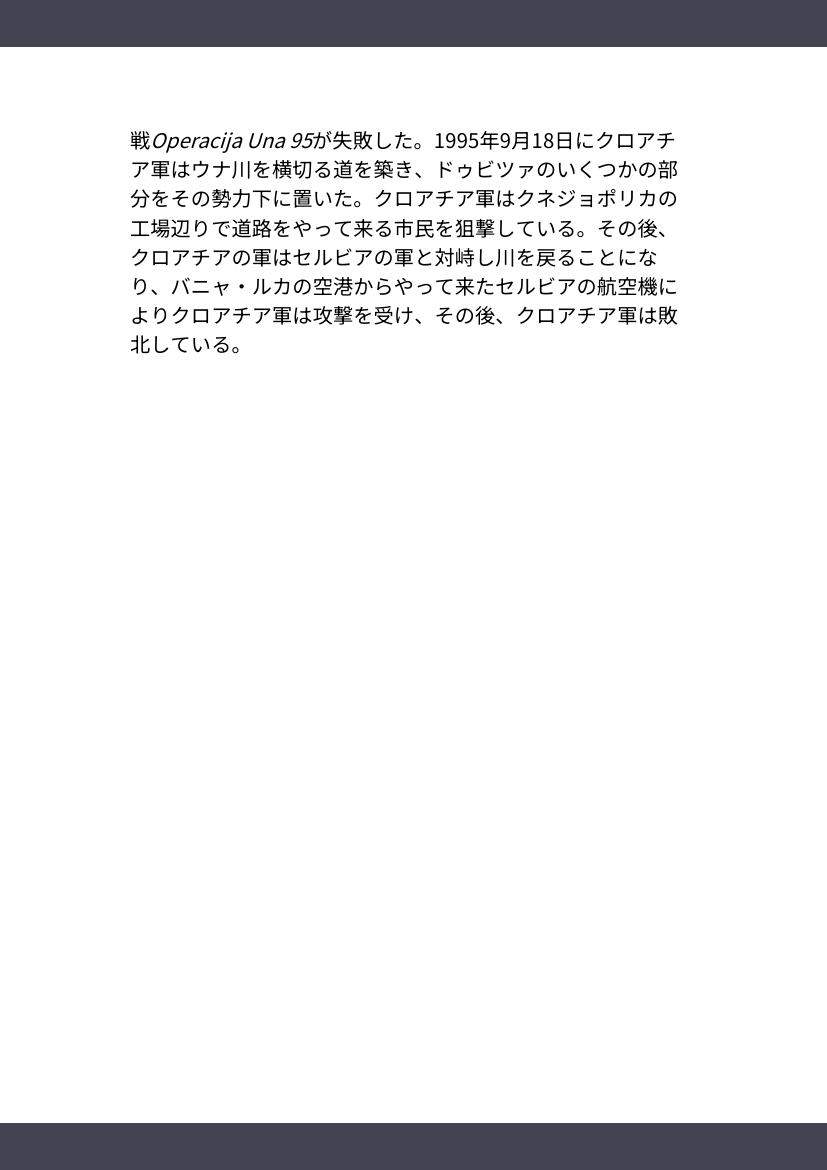 戦Operacija Una 95が失敗した。1995年9月18日にクロアチ
ア軍はウナ川を横切る道を築き、ドゥビツァのいくつかの部
分をその勢力下に置いた。クロアチア軍はクネジョポリカの
工場辺りで道路をやって来る市民を狙撃している。その後、
クロアチアの軍はセルビアの軍と対峙し川を戻ることにな
り、バニャ・ルカの空港からやって来たセルビアの航空機に
よりクロアチア軍は攻撃を受け、その後、クロアチア軍は敗
北している。